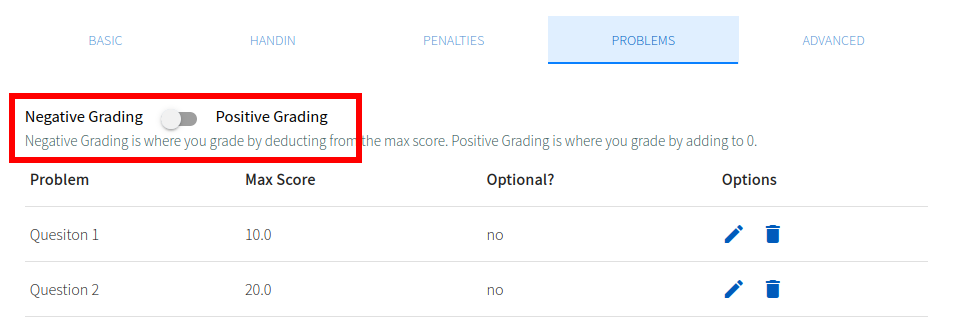 BASIC HANDIN PENALTIES PROBLEMS ADVANCED
Negative Grading Positive Grading
Negative Grading is where you grade by deducting from the max score. Positive Grading is where you grade by adding to 0.
Problem Max Score Optional? Options
Quesiton 1 10.0 no
Question 2 20.0 no